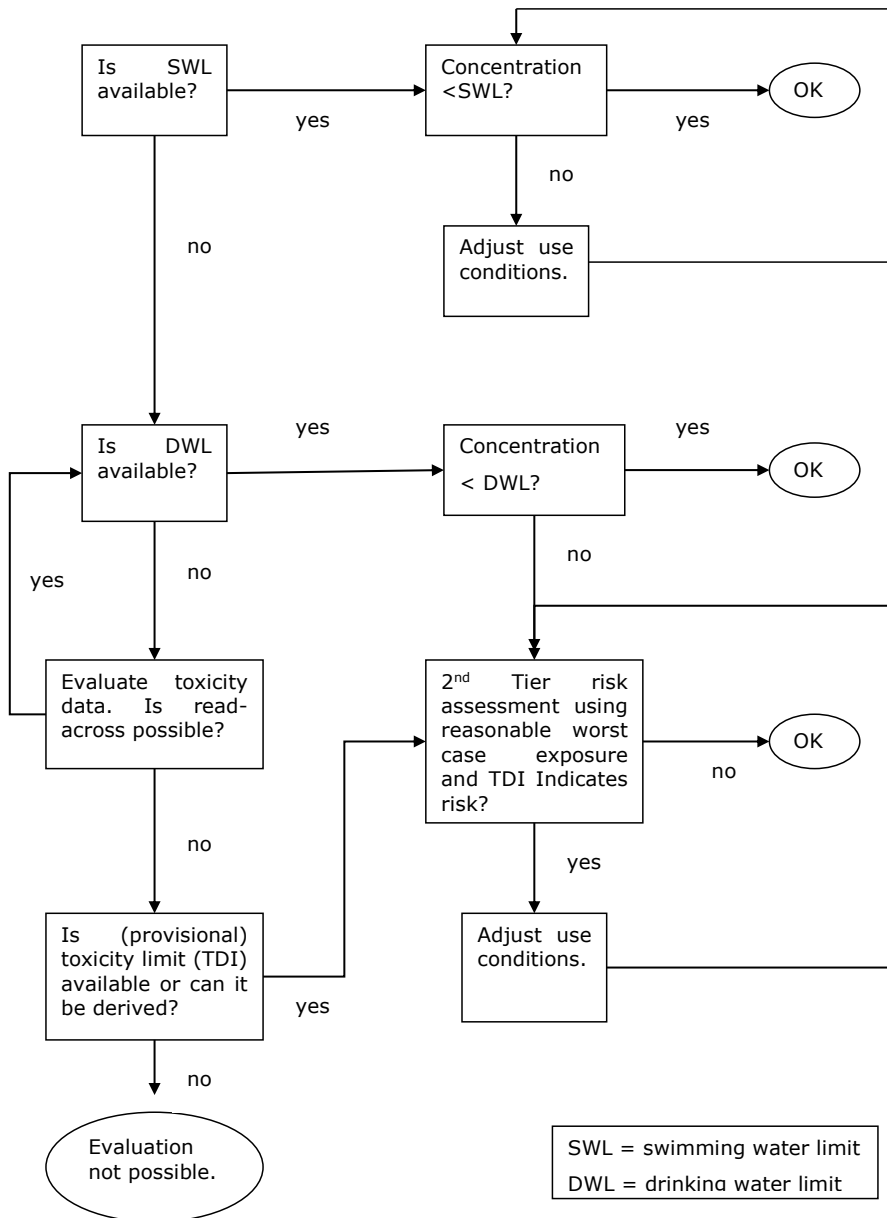 Is SWL
available?
yes
Concentration
<SWL?
yes
OK
no
Adjust use
conditions.
no
Is DWL
available?
yes
Concentration
< DWL?
yes
OK
no
yes
no
Evaluate toxicity
data. Is read-
across possible?
2nd Tier risk
assessment using
reasonable worst
case exposure
and TDI Indicates
risk?
no
OK
no
yes
Is (provisional)
toxicity limit (TDI)
available or can it
be derived?
yes
Adjust use
conditions.
no
Evaluation
not possible.
SWL = swimming water limit
DWL = drinking water limit